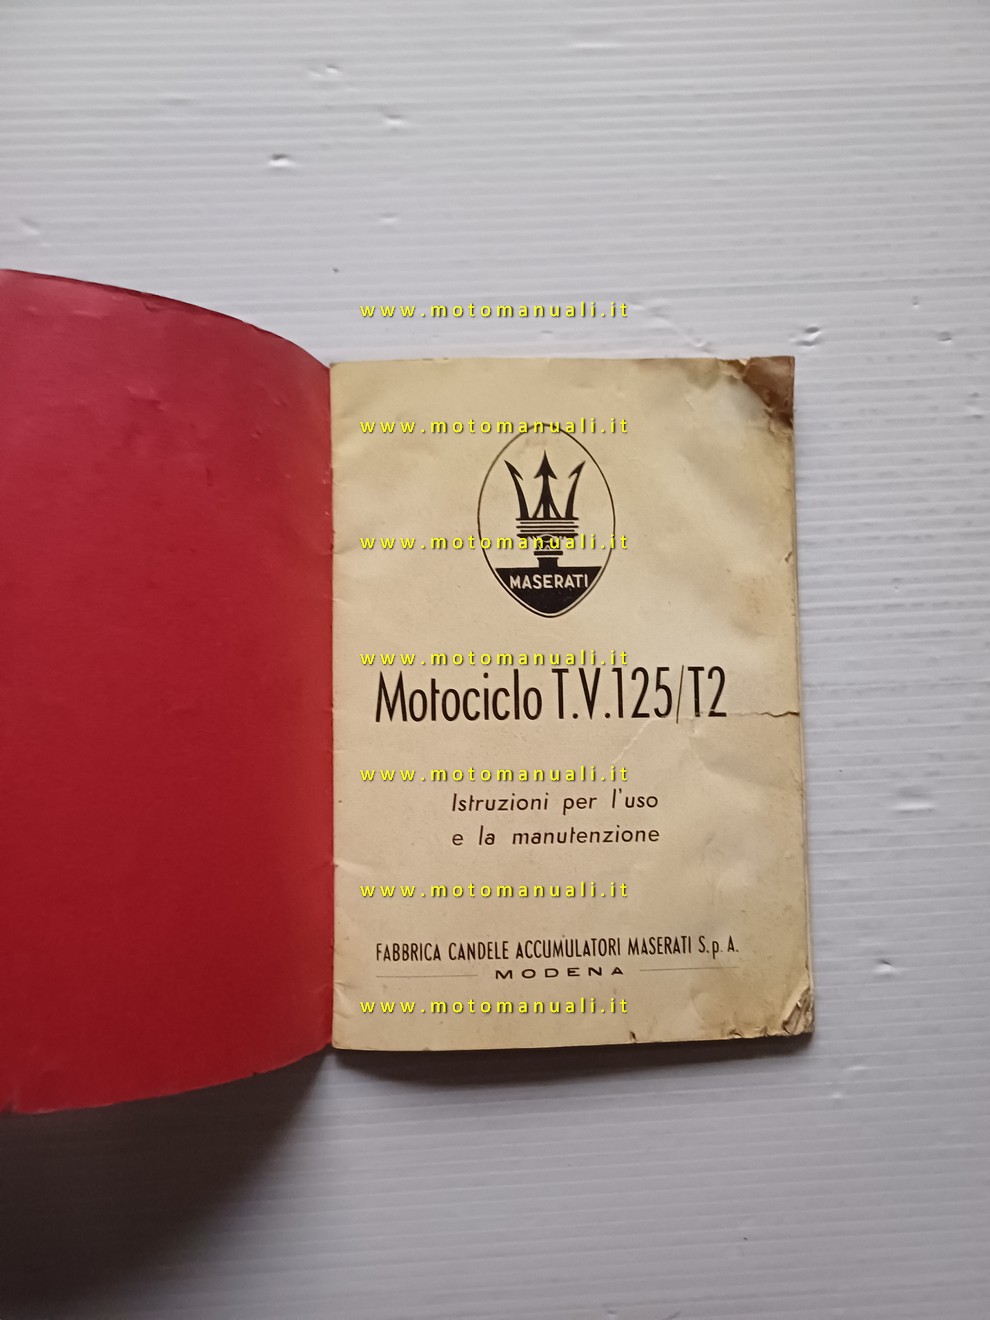 www.motomanuali.it
www.motomanuali.it
www.motomanuali.it
MASERATI
www.motomanuali.it
Motociclo T.V.125/T2
www.motomanuali.it
Istruzioni per l'uso
e la manutenzione
www.motomanuali.it
FABBRICA CANDELE ACCUMULATORI MASERATI S.p.A.
MODENA
www.motomanuali.it